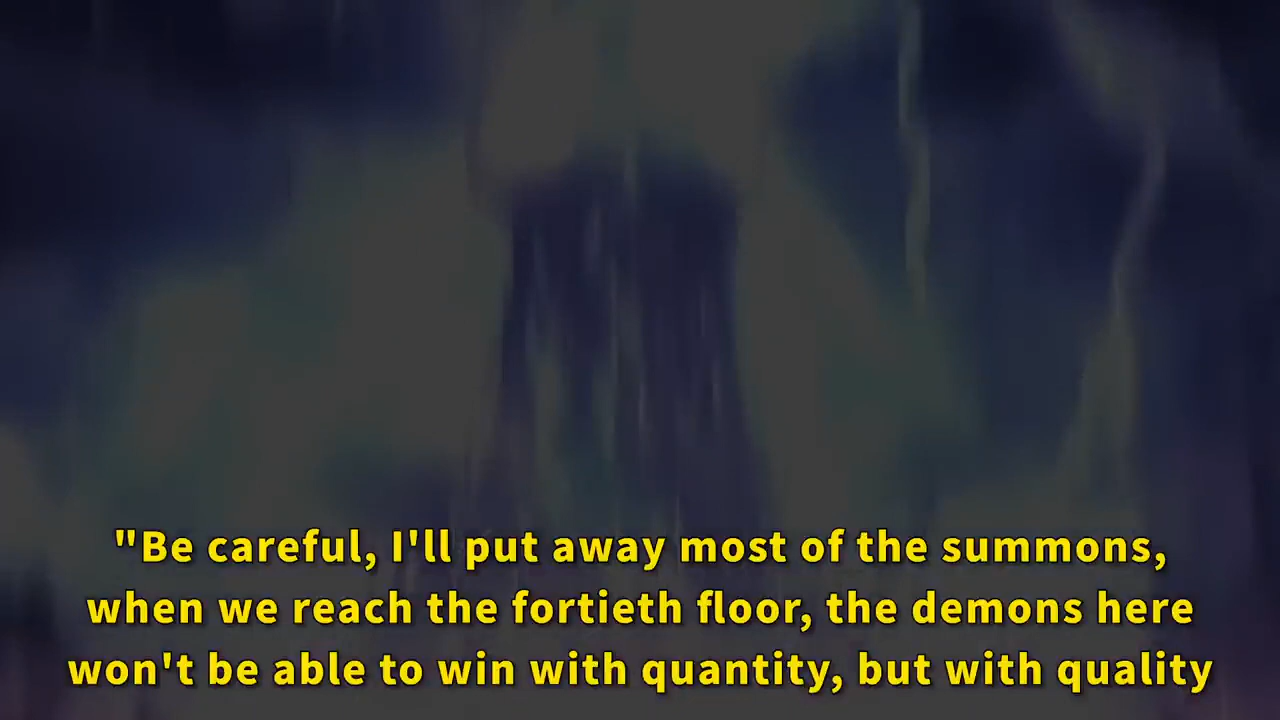 "Be careful, I'll put away most of the summons,
when we reach the fortieth floor, the demons here
won't be able to win with quantity, but with quality